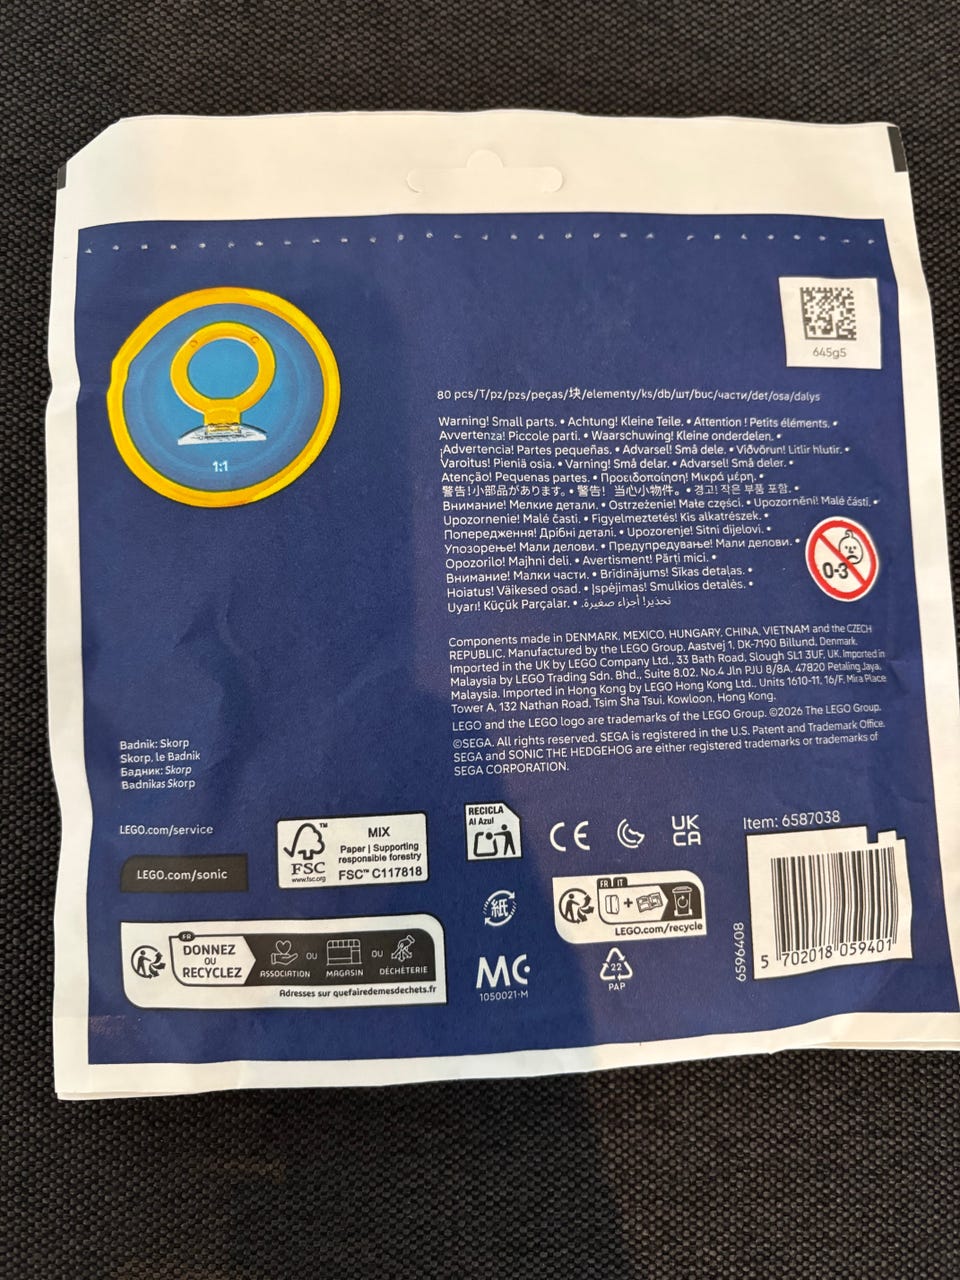 645g5
1:1
80 pcs/T/pz/pzs/peças/块/elementy/ks/db/шт/buc/части/det/osa/dalys
Warning! Small parts. • Achtung! Kleine Teile. • Attention ! Petits éléments. •
Avvertenza! Piccole parti. • Waarschuwing! Kleine onderdelen. •
¡Advertencia! Partes pequeñas. • Advarsel! Små dele. • Viðvörun! Litlir hlutir. •
Varoitus! Pieniä osia. • Varning! Små delar. • Advarsel! Små deler. •
Atenção! Pequenas partes. • Προειδοποίηση! Μικρά μέρη. •
警告!小部品があります。• 警告! 当心小物件。• 경고! 작은 부품 포함. •
Внимание! Мелкие детали. • Ostrzeżenie! Małe części. • Upozornění! Malé části. •
Upozornenie! Malé časti. • Figyelmeztetés! Kis alkatrészek. •
Попередження! Дрібні деталі. • Upozorenje! Sitni dijelovi. •
Упозорење! Мали делови. • Предупредување! Мали делови. •
Opozorilo! Majhni deli. • Avertisment! Părți mici. •
Внимание! Малки части. • Brīdinājums! Sīkas detaļas. •
Hoiatus! Väikesed osad. • Įspėjimas! Smulkios detalės. •
Uyarı! Küçük Parçalar. • تحذير! أجزاء صغيرة. •
0-3
Components made in DENMARK, MEXICO, HUNGARY, CHINA, VIETNAM and the CZECH
REPUBLIC. Manufactured by the LEGO Group, Aastvej 1, DK-7190 Billund, Denmark.
Imported in the UK by LEGO Company Ltd., 33 Bath Road, Slough SL1 3UF, UK. Imported in
Malaysia by LEGO Trading Sdn. Bhd., Suite 8.02, No.4 Jln PJU 8/8A, 47820 Petaling Jaya,
Malaysia. Imported in Hong Kong by LEGO Hong Kong Ltd., Units 1610-11, 16/F, Mira Place
Tower A, 132 Nathan Road, Tsim Sha Tsui, Kowloon, Hong Kong.
LEGO and the LEGO logo are trademarks of the LEGO Group. ©2026 The LEGO Group.
©SEGA. All rights reserved. SEGA is registered in the U.S. Patent and Trademark Office.
SEGA and SONIC THE HEDGEHOG are either registered trademarks or trademarks of
SEGA CORPORATION.
Badnik: Skorp
Skorp, le Badnik
Бадник: Skorp
Badnikas Skorp
LEGO.com/service
LEGO.com/sonic
FSC™
www.fsc.org
MIX
Paper | Supporting
responsible forestry
FSC™ C117818
RECICLA
Al Azul
CE
UK
CA
Item: 6587038
紙
FR IT
+
LEGO.com/recycle
FR
DONNEZ
OU
RECYCLEZ
ASSOCIATION
OU
MAGASIN
OU
DÉCHÈTERIE
Adresses sur quefairedemesdechets.fr
MC
1050021-M
22
PAP
6596408
5 702018 059401